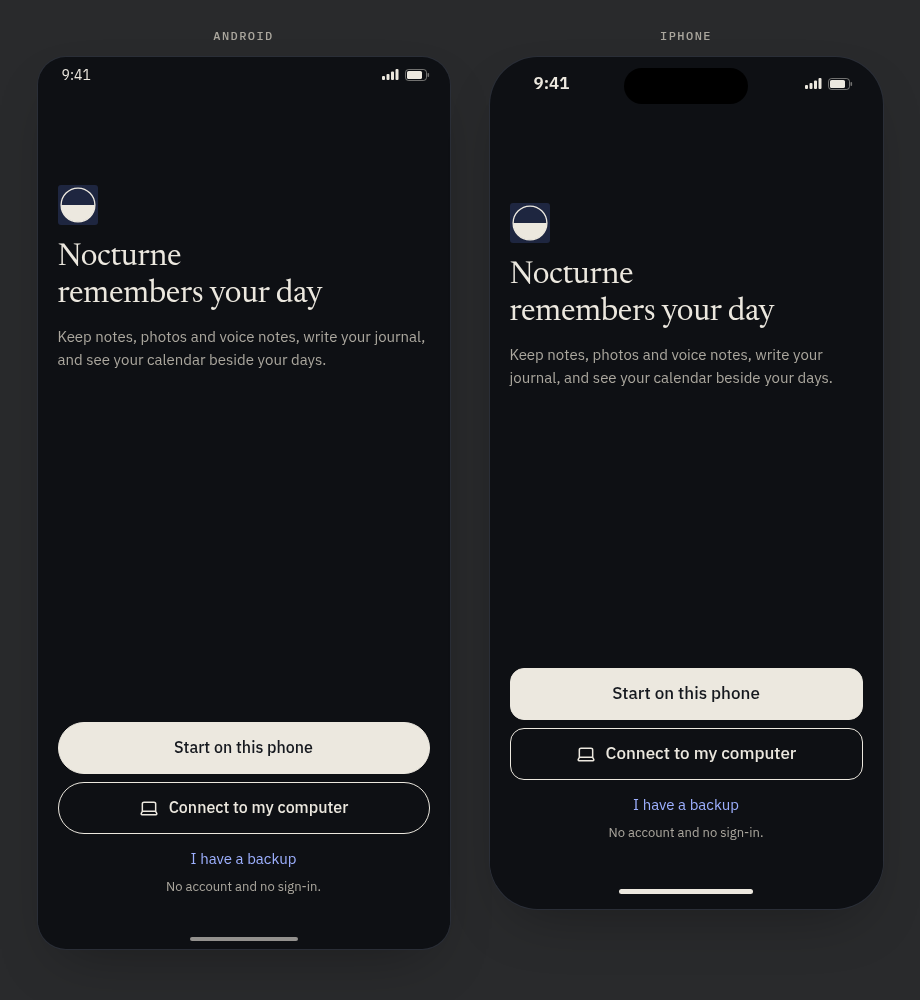 ANDROID
9:41
Nocturne
remembers your day
Keep notes, photos and voice notes, write your journal,
and see your calendar beside your days.
Start on this phone
Connect to my computer
I have a backup
No account and no sign-in.
IPHONE
9:41
Nocturne
remembers your day
Keep notes, photos and voice notes, write your
journal, and see your calendar beside your days.
Start on this phone
Connect to my computer
I have a backup
No account and no sign-in.